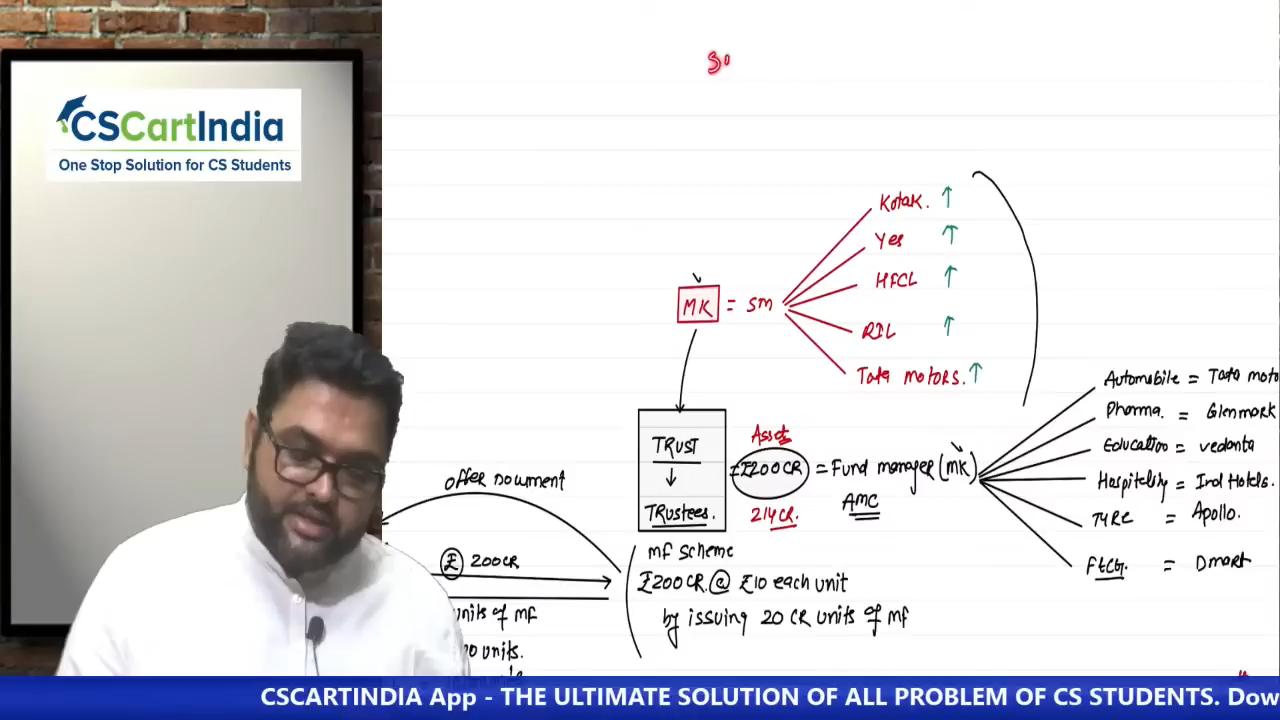 CSCartIndia
One Stop Solution for CS Students
So
Kotak. ↑
Yes ↑
HFCL ↑
MK = SM
RIL ↑
Tata motors. ↑
TRUST
↓
TRUstees.
Asset
=₹200CR = Fund manager (MK)
AMC
214CR.
Automobile = Tata moto
Pharma. = Glenmark
Education = vedanta
Hospitality = Ind Hotels.
TYRE = Apollo.
= Dmart
offer Document
₹ 200CR
units of MF
00 units.
MF Scheme
₹200CR. @ ₹10 each unit
by issuing 20 CR units of MF
CSCARTINDIA App - THE ULTIMATE SOLUTION OF ALL PROBLEM OF CS STUDENTS. Dow